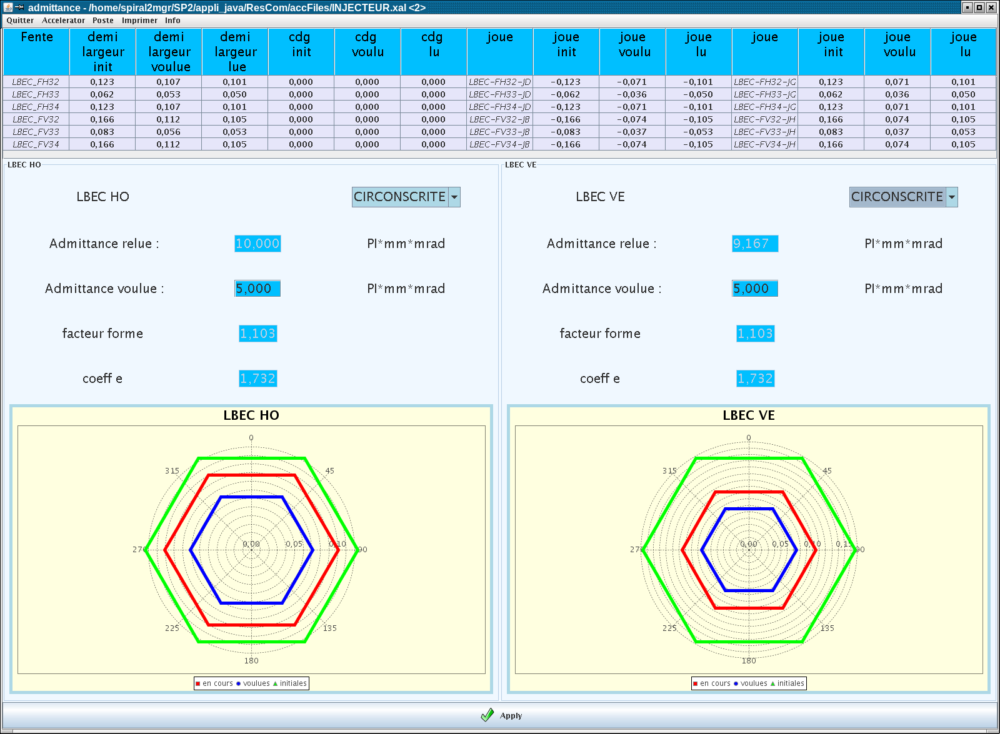 admittance - /home/spiral2mgr/SP2/appli_java/ResCom/accFiles/INJECTEUR.xal <2>
Quitter Accelerator Poste Imprimer Info
Fente demi largeur init demi largeur voulue demi largeur lue cdg init cdg voulu cdg lu joue joue init joue voulu joue lu joue joue init joue voulu joue lu
LBEC_FH32 0,123 0,107 0,101 0,000 0,000 0,000 LBEC-FH32-JD -0,123 -0,071 -0,101 LBEC-FH32-JG 0,123 0,071 0,101
LBEC_FH33 0,062 0,053 0,050 0,000 0,000 0,000 LBEC-FH33-JD -0,062 -0,036 -0,050 LBEC-FH33-JG 0,062 0,036 0,050
LBEC_FH34 0,123 0,107 0,101 0,000 0,000 0,000 LBEC-FH34-JD -0,123 -0,071 -0,101 LBEC-FH34-JG 0,123 0,071 0,101
LBEC_FV32 0,166 0,112 0,105 0,000 0,000 0,000 LBEC-FV32-JB -0,166 -0,074 -0,105 LBEC-FV32-JH 0,166 0,074 0,105
LBEC_FV33 0,083 0,056 0,053 0,000 0,000 0,000 LBEC-FV33-JB -0,083 -0,037 -0,053 LBEC-FV33-JH 0,083 0,037 0,053
LBEC_FV34 0,166 0,112 0,105 0,000 0,000 0,000 LBEC-FV34-JB -0,166 -0,074 -0,105 LBEC-FV34-JH 0,166 0,074 0,105
LBEC HO
LBEC HO CIRCONSCRITE
Admittance relue : 10,000 PI*mm*mrad
Admittance voulue : 5,000 PI*mm*mrad
facteur forme 1,103
coeff e 1,732
LBEC HO
0
315 45
270 0,00 0,05 0,10 90
225 135
180
en cours voulues initiales
LBEC VE
LBEC VE CIRCONSCRITE
Admittance relue : 9,167 PI*mm*mrad
Admittance voulue : 5,000 PI*mm*mrad
facteur forme 1,103
coeff e 1,732
LBEC VE
0
315 45
270 0,00 0,05 0,10 0,15 90
225 135
180
en cours voulues initiales
Apply